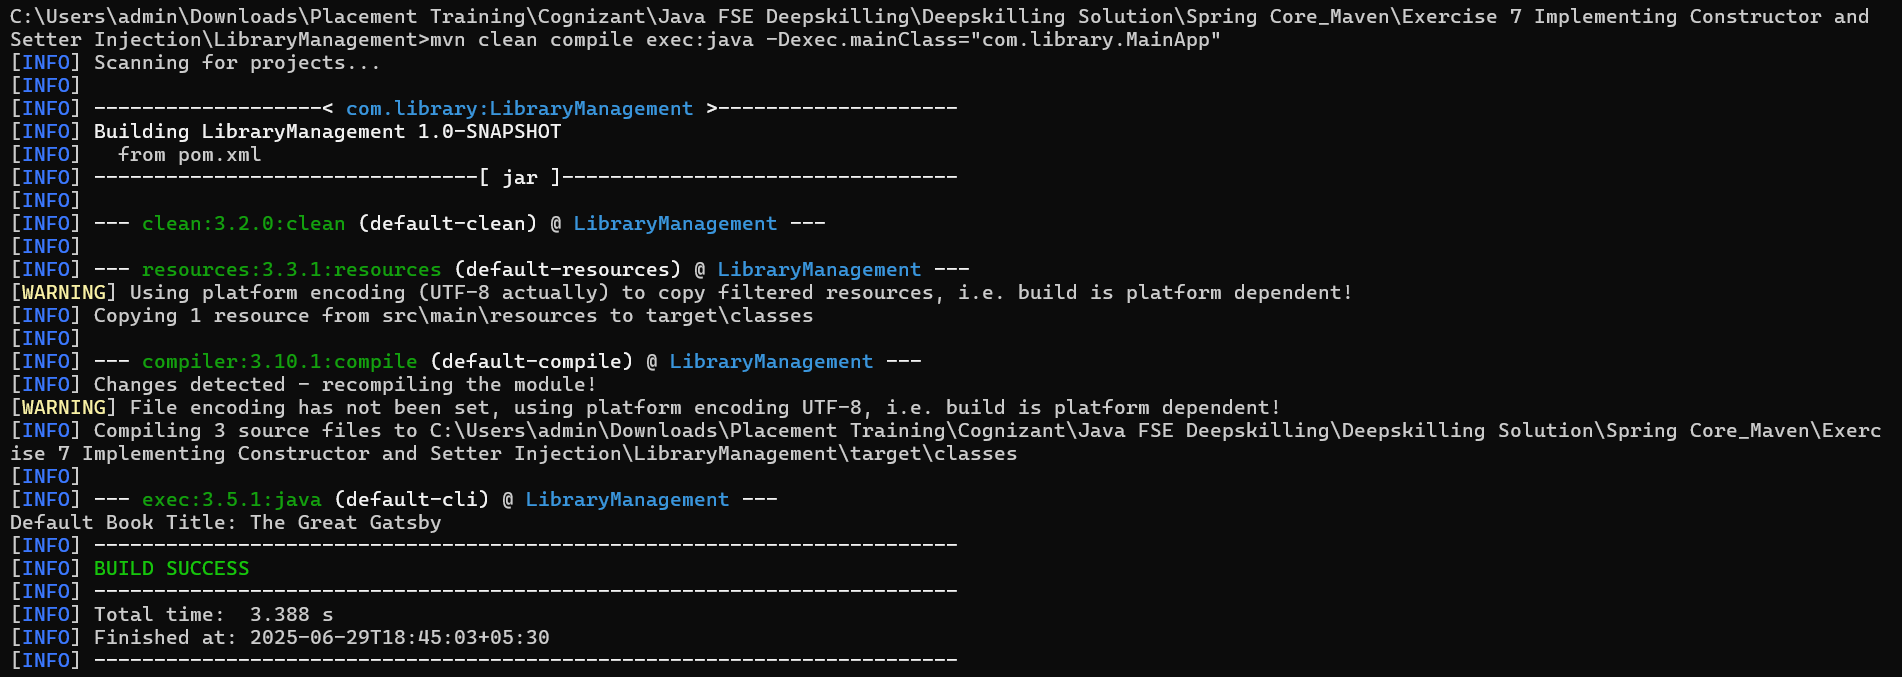 C:\Users\admin\Downloads\Placement Training\Cognizant\Java FSE Deepskilling\Deepskilling Solution\Spring Core_Maven\Exercise 7 Implementing Constructor and
Setter Injection\LibraryManagement>mvn clean compile exec:java -Dexec.mainClass="com.library.MainApp"
[INFO] Scanning for projects...
[INFO]
[INFO] -------------------< com.library:LibraryManagement >--------------------
[INFO] Building LibraryManagement 1.0-SNAPSHOT
[INFO]   from pom.xml
[INFO] --------------------------------[ jar ]---------------------------------
[INFO]
[INFO] --- clean:3.2.0:clean (default-clean) @ LibraryManagement ---
[INFO]
[INFO] --- resources:3.3.1:resources (default-resources) @ LibraryManagement ---
[WARNING] Using platform encoding (UTF-8 actually) to copy filtered resources, i.e. build is platform dependent!
[INFO] Copying 1 resource from src\main\resources to target\classes
[INFO]
[INFO] --- compiler:3.10.1:compile (default-compile) @ LibraryManagement ---
[INFO] Changes detected - recompiling the module!
[WARNING] File encoding has not been set, using platform encoding UTF-8, i.e. build is platform dependent!
[INFO] Compiling 3 source files to C:\Users\admin\Downloads\Placement Training\Cognizant\Java FSE Deepskilling\Deepskilling Solution\Spring Core_Maven\Exerc
ise 7 Implementing Constructor and Setter Injection\LibraryManagement\target\classes
[INFO]
[INFO] --- exec:3.5.1:java (default-cli) @ LibraryManagement ---
Default Book Title: The Great Gatsby
[INFO] ------------------------------------------------------------------------
[INFO] BUILD SUCCESS
[INFO] ------------------------------------------------------------------------
[INFO] Total time:  3.388 s
[INFO] Finished at: 2025-06-29T18:45:03+05:30
[INFO] ------------------------------------------------------------------------